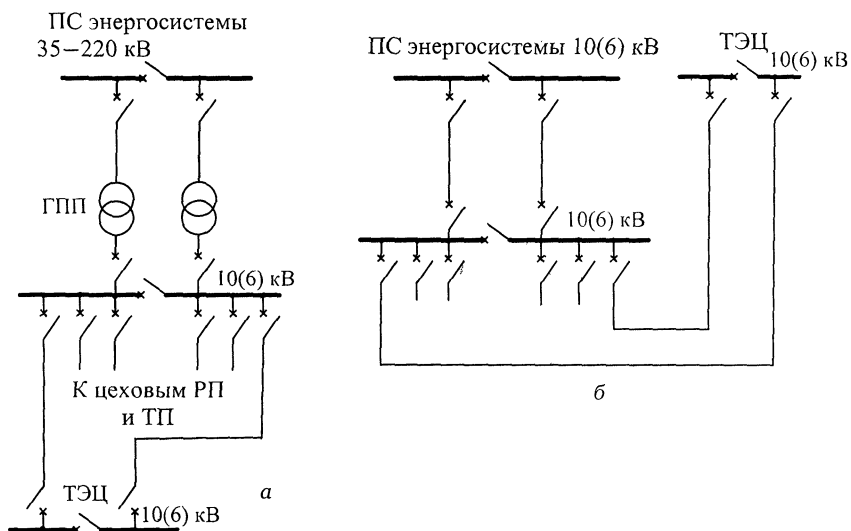 ПС энергосистемы
35—220 кВ
ГПП
10(6) кВ
К цеховым РП
и ТП
ТЭЦ
10(6) кВ
а
ПС энергосистемы 10(6) кВ
ТЭЦ
10(6) кВ
10(6) кВ
б